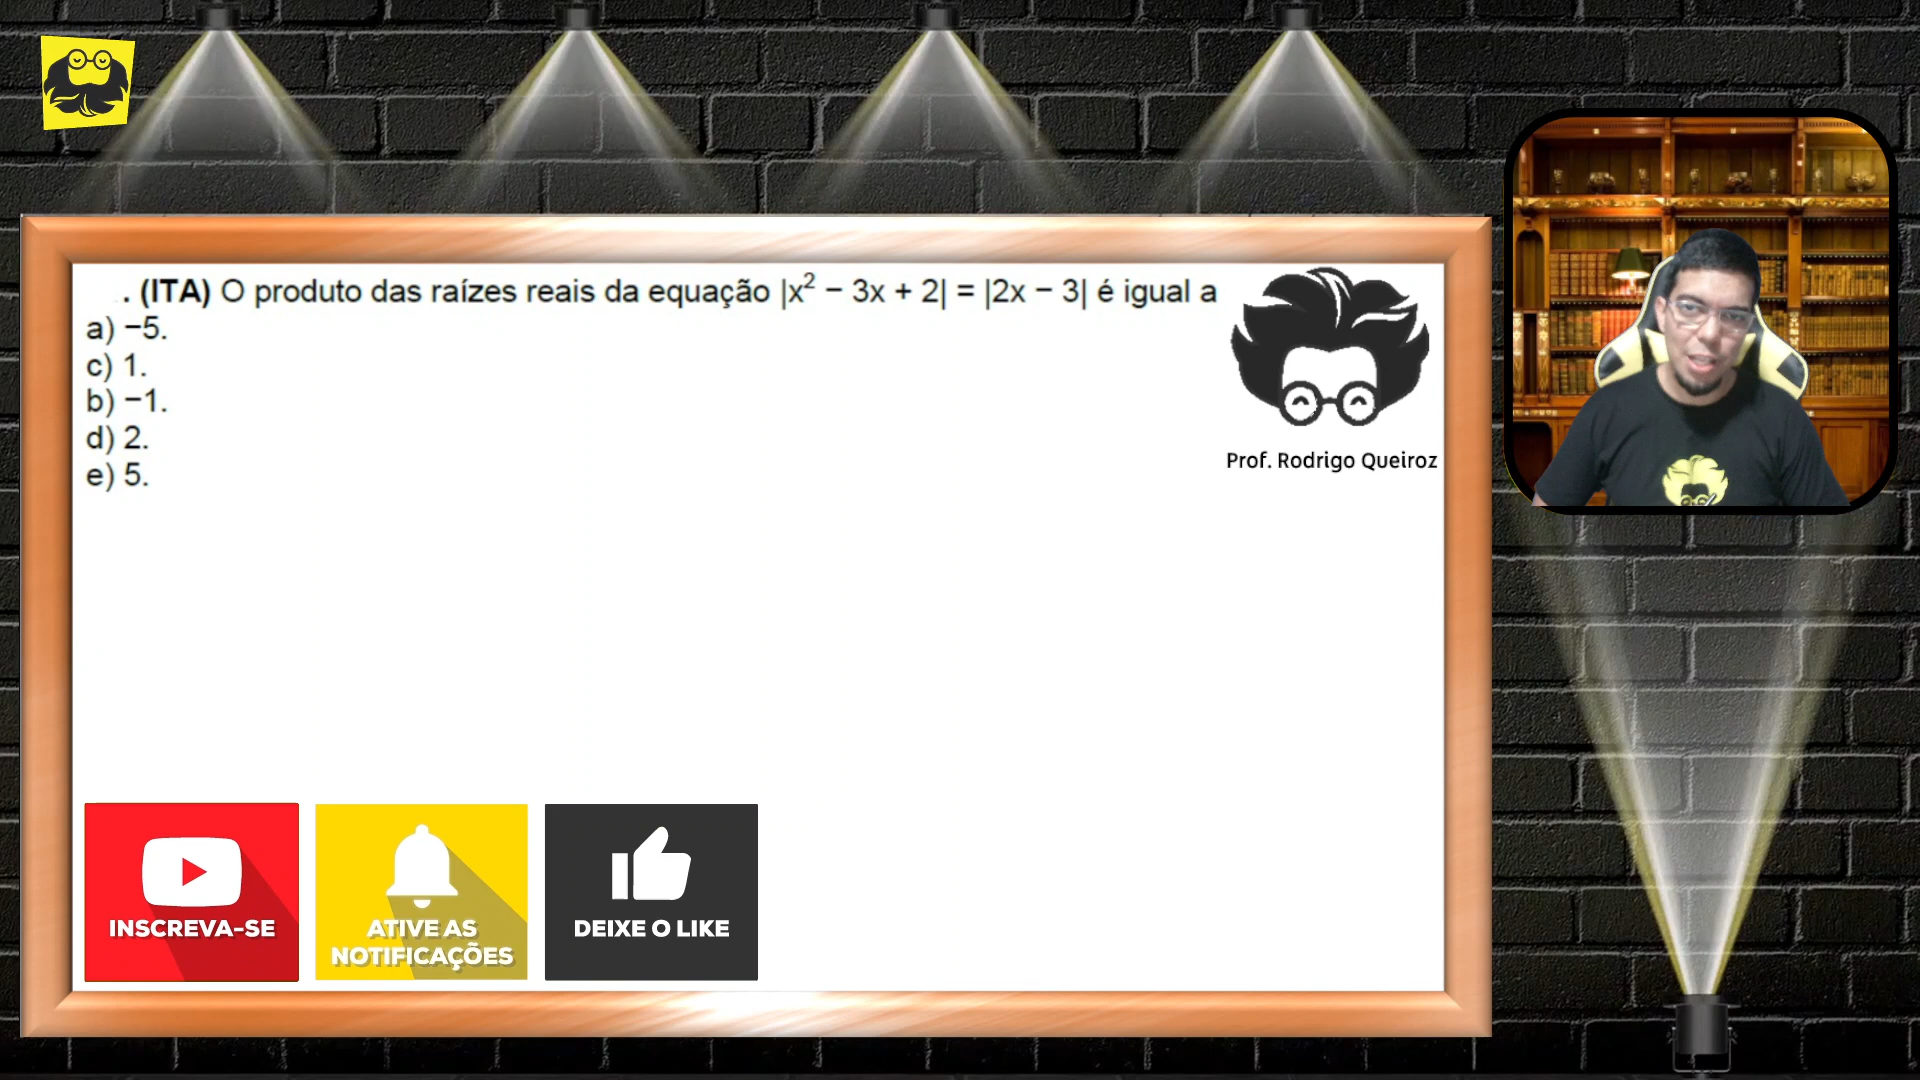 . (ITA) O produto das raízes reais da equação |x² − 3x + 2| = |2x − 3| é igual a
a) −5.
c) 1.
b) −1.
d) 2.
e) 5.
Prof. Rodrigo Queiroz
INSCREVA-SE
ATIVE AS
NOTIFICAÇÕES
DEIXE O LIKE